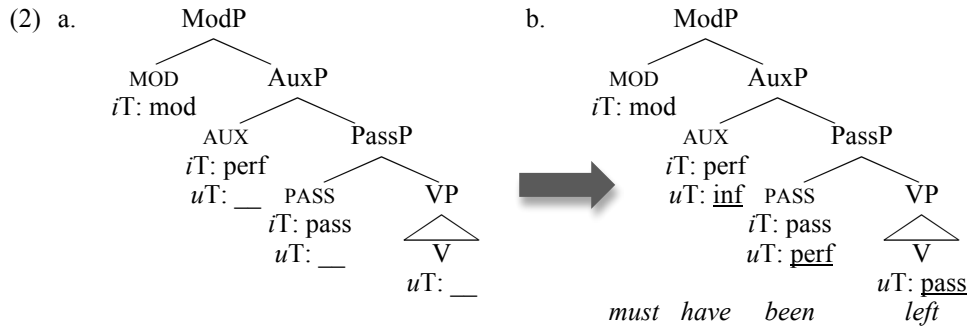 (2) a. ModP b. ModP
MOD AuxP MOD AuxP
iT: mod iT: mod
AUX PassP AUX PassP
iT: perf iT: perf
uT: __ PASS VP uT: inf PASS VP
iT: pass iT: pass
uT: __ V uT: perf V
uT: __ uT: pass
must have been left